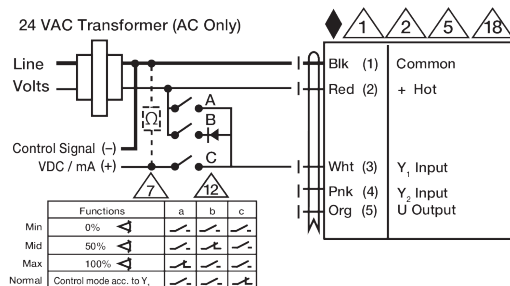 24 VAC Transformer (AC Only)
1 2 5 18
Line
Volts
Blk (1) Common
Red (2) + Hot
A
B
C
Ω
Control Signal (–)
VDC / mA (+)
Wht (3) Y1 Input
Pnk (4) Y2 Input
Org (5) U Output
7 12
Functions a b c
Min 0%
Mid 50%
Max 100%
Normal Control mode acc. to Y,